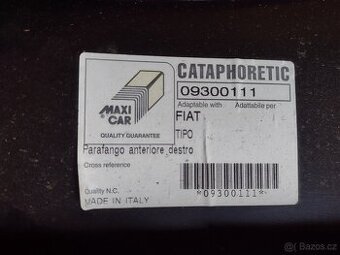 CATAPHORETIC
09300111
Adaptable with
Adattabile per
FIAT
TIPO
MAXI
CAR
QUALITY GUARANTEE
Parafango anteriore destro
Cross reference
Quality N.C.
MADE IN ITALY
*09300111*
Bazos.cz